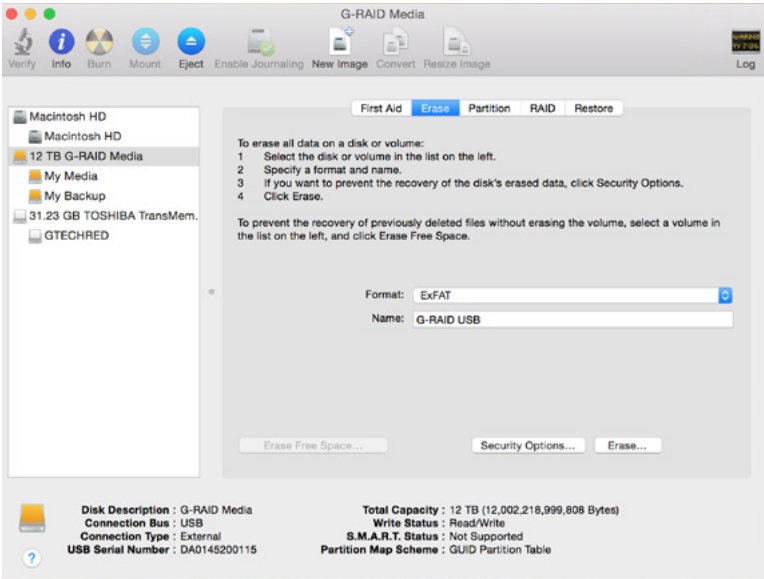 G-RAID Media
Verify Info Burn Mount Eject Enable Journaling New Image Convert Resize Image Log
Macintosh HD
Macintosh HD
12 TB G-RAID Media
My Media
My Backup
31.23 GB TOSHIBA TransMem.
GTECHRED
First Aid Erase Partition RAID Restore
To erase all data on a disk or volume:
1 Select the disk or volume in the list on the left.
2 Specify a format and name.
3 If you want to prevent the recovery of the disk's erased data, click Security Options.
4 Click Erase.
To prevent the recovery of previously deleted files without erasing the volume, select a volume in
the list on the left, and click Erase Free Space.
Format: ExFAT
Name: G-RAID USB
Erase Free Space... Security Options... Erase...
Disk Description : G-RAID Media
Connection Bus : USB
Connection Type : External
USB Serial Number : DA0145200115
Total Capacity : 12 TB (12,002,218,999,808 Bytes)
Write Status : Read/Write
S.M.A.R.T. Status : Not Supported
Partition Map Scheme : GUID Partition Table